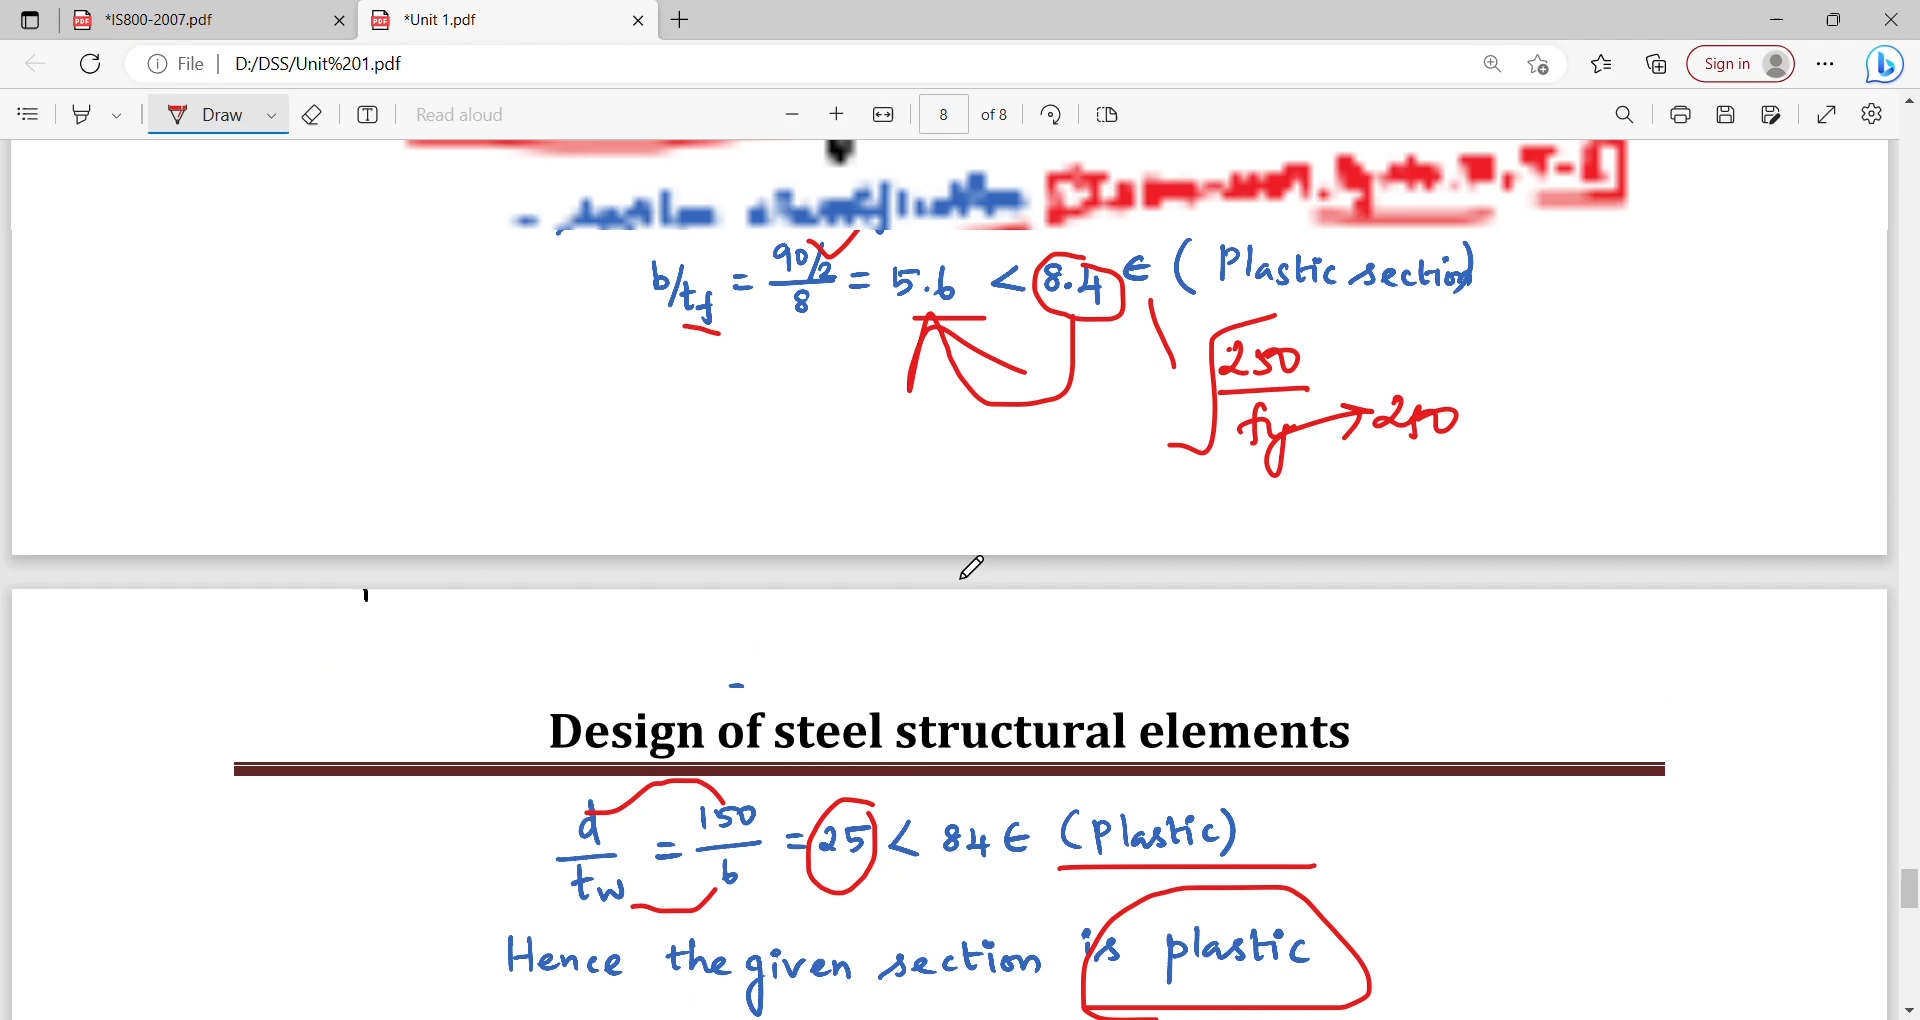 *IS800-2007.pdf
*Unit 1.pdf
File D:/DSS/Unit%201.pdf
Sign in
Draw
Read aloud
8 of 8
b/tf = 90/2 / 8 = 5.6 < 8.4 ∈ ( Plastic section)
√250/fy → 250
Design of steel structural elements
d/tw = 150/6 = 25 < 84 ∈ (Plastic)
Hence the given section is plastic